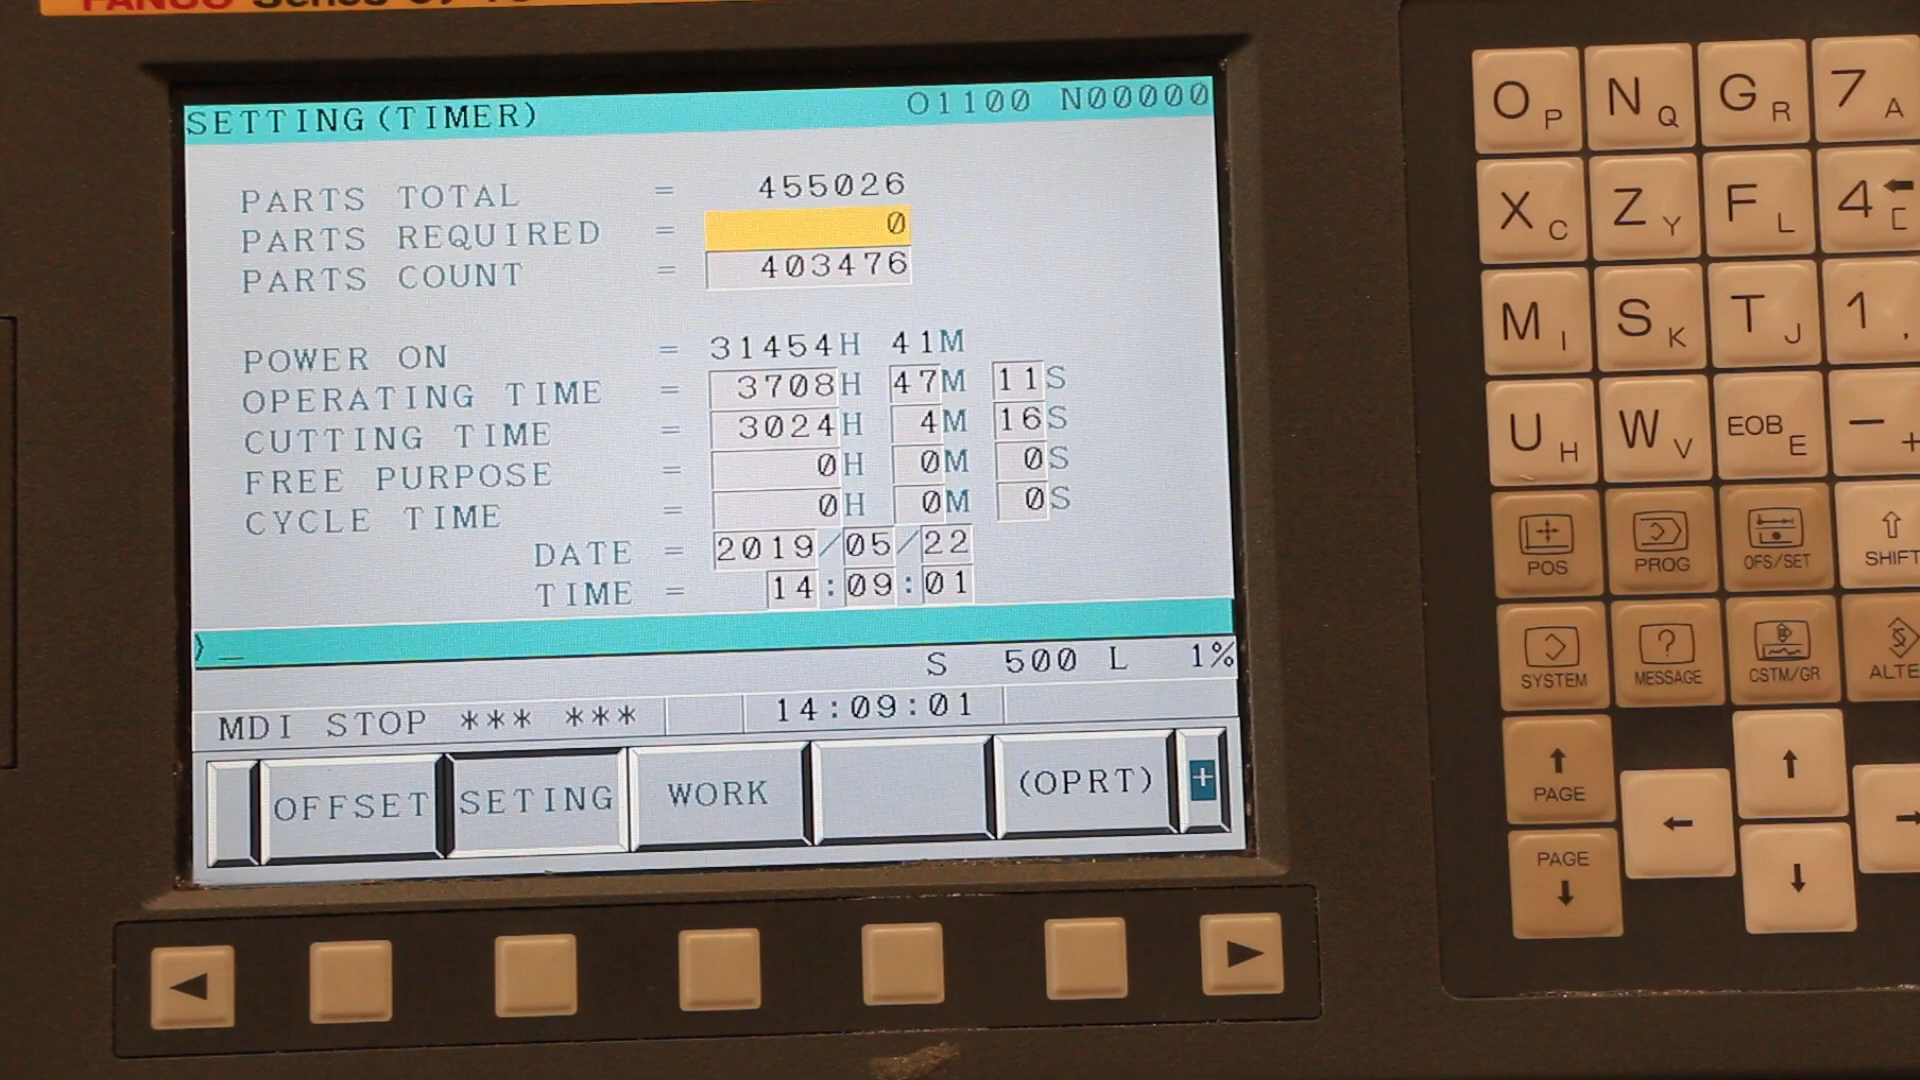 FANUC Series
SETTING(TIMER) O1100 N00000
PARTS TOTAL = 455026
PARTS REQUIRED = 0
PARTS COUNT = 403476
POWER ON = 31454H 41M
OPERATING TIME = 3708H 47M 11S
CUTTING TIME = 3024H 4M 16S
FREE PURPOSE = 0H 0M 0S
CYCLE TIME = 0H 0M 0S
DATE = 2019/05/22
TIME = 14:09:01
>_
S 500 L 1%
MDI STOP *** *** 14:09:01
OFFSET SETING WORK (OPRT) +
O P N Q G R 7 A
X C Z Y F L 4 [
M I S K T J 1 ,
U H W V EOB E - +
POS PROG OFS/SET SHIFT
SYSTEM ? MESSAGE CSTM/GR ALTE
PAGE
PAGE